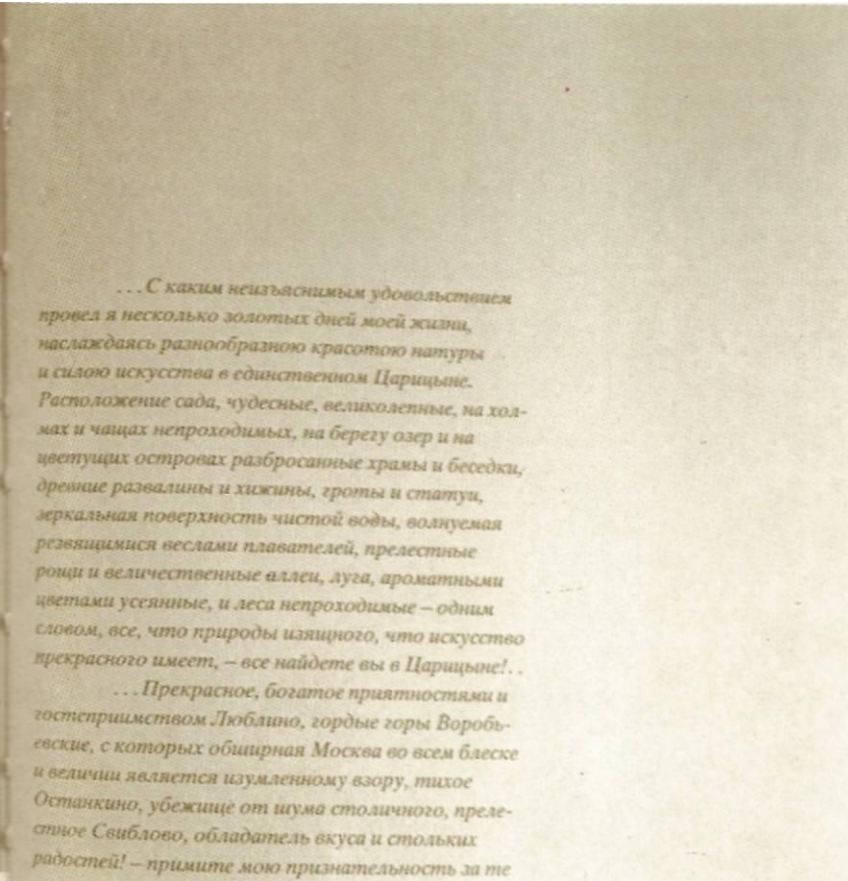 ...С каким неизъяснимым удовольствием
провел я несколько золотых дней моей жизни,
наслаждаясь разнообразною красотою натуры
и силою искусства в единственном Царицыне.
Расположение сада, чудесные, великолепные, на хол-
мах и чащах непроходимых, на берегу озер и на
цветущих островах разбросанные храмы и беседки,
древние развалины и хижины, гроты и статуи,
зеркальная поверхность чистой воды, волнуемая
резвящимися веслами плавателей, прелестные
рощи и величественные аллеи, луга, ароматными
цветами усеянные, и леса непроходимые – одним
словом, все, что природы изящного, что искусство
прекрасного имеет, – все найдете вы в Царицыне!..
...Прекрасное, богатое приятностями и
гостеприимством Люблино, гордые горы Воробь-
евские, с которых обширная Москва во всем блеске
и величии является изумленному взору, тихое
Останкино, убежище от шума столичного, преле-
стное Свиблово, обладатель вкуса и стольких
радостей! – примите мою признательность за те